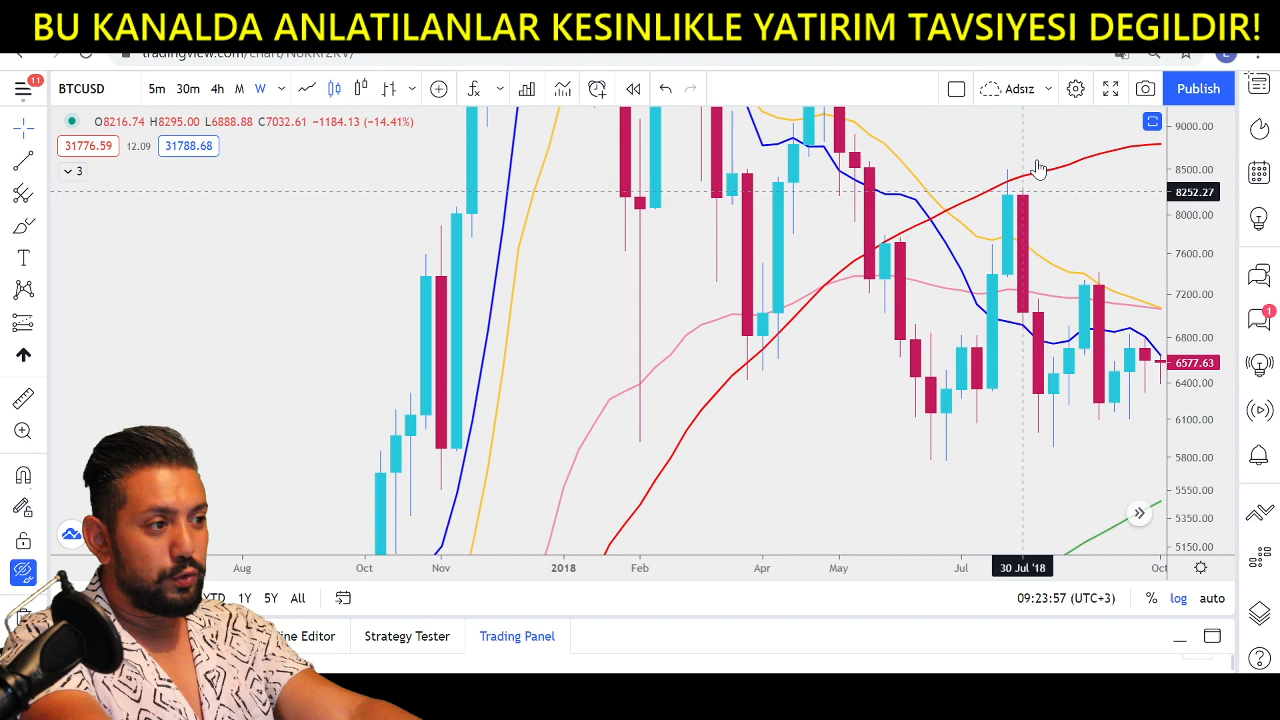 BU KANALDA ANLATILANLAR KESINLIKLE YATIRIM TAVSIYESI DEGILDIR!
11
BTCUSD 5m 30m 4h M W Adsız Publish
O8216.74 H8295.00 L6888.88 C7032.61 −1184.13 (−14.41%)
31776.59 12.09 31788.68
3
9000.00
8500.00
8252.27
8000.00
7600.00
7200.00
6800.00
6577.63
6400.00
6100.00
5800.00
5550.00
5350.00
5150.00
1
Aug Oct Nov 2018 Feb Apr May Jul 30 Jul '18 Oct
YTD 1Y 5Y All 09:23:57 (UTC+3) % log auto
Editor Strategy Tester Trading Panel